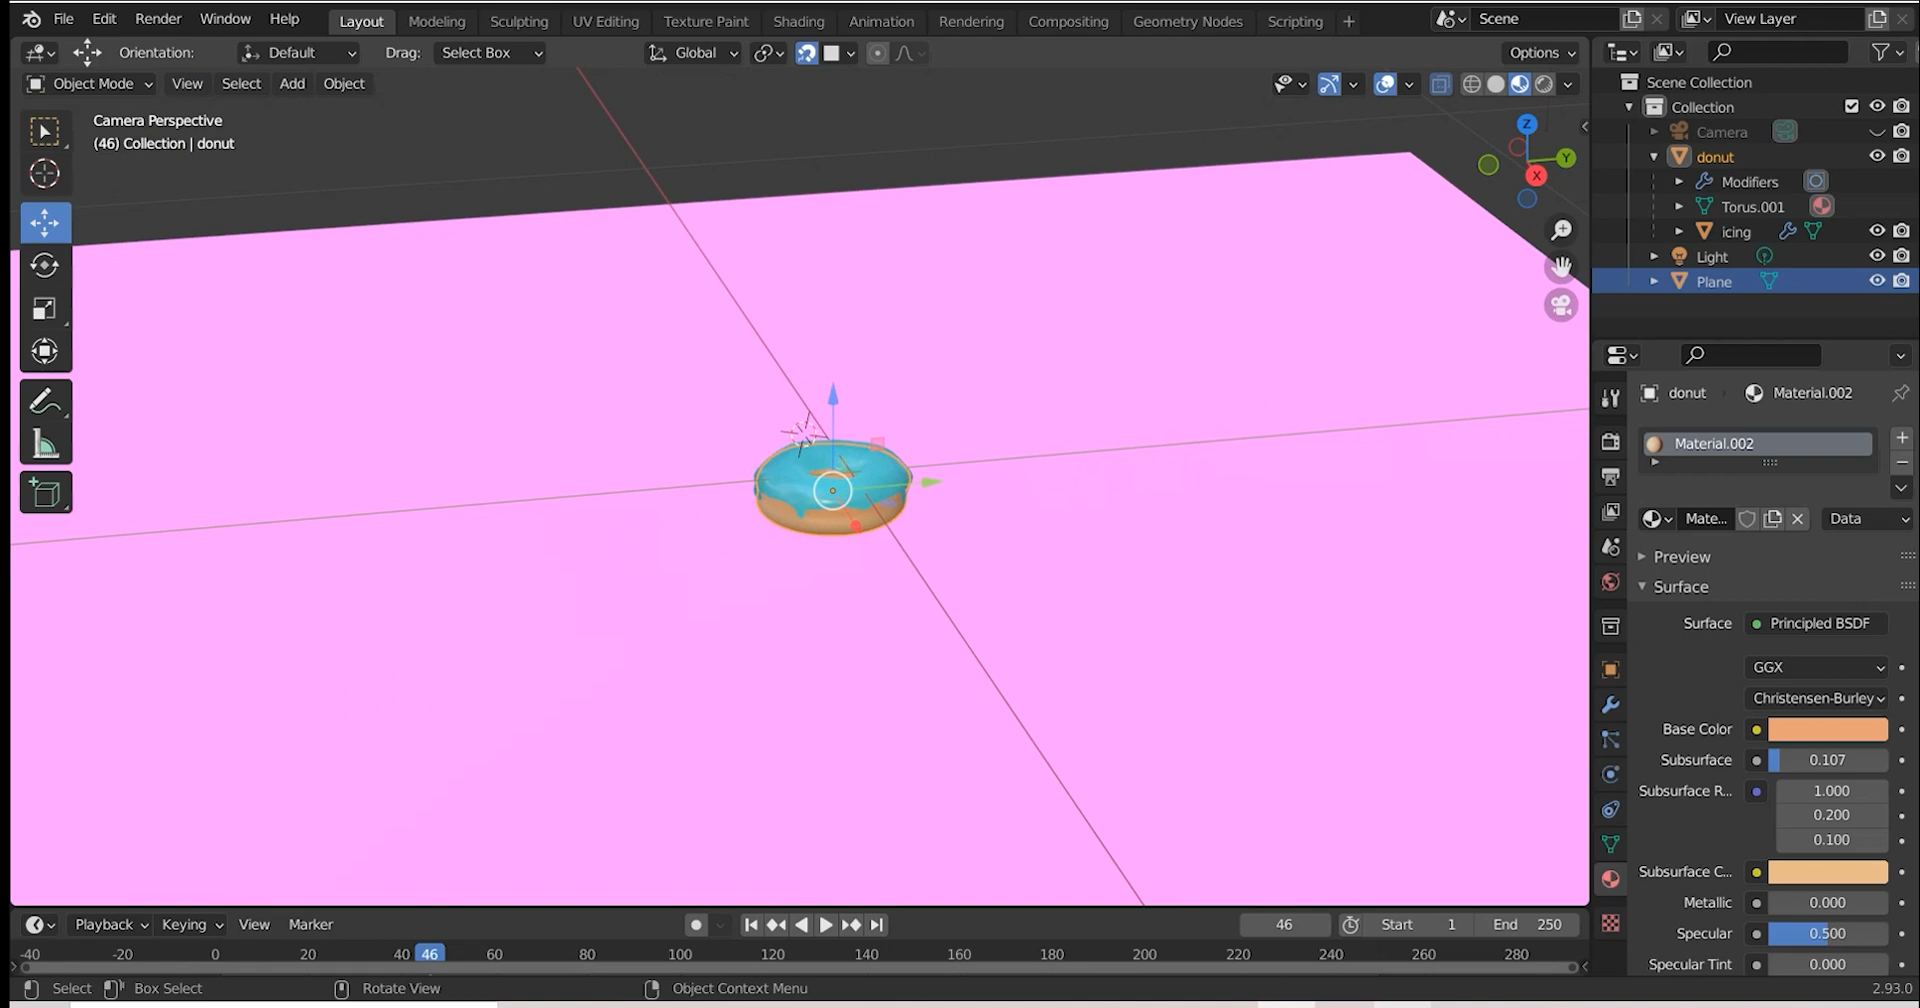 File Edit Render Window Help Layout Modeling Sculpting UV Editing Texture Paint Shading Animation Rendering Compositing Geometry Nodes Scripting + Scene View Layer
Orientation: Default Drag: Select Box Global Options
Object Mode View Select Add Object
Camera Perspective
(46) Collection | donut
Z
Y
X
Scene Collection
Collection
Camera
donut
Modifiers
Torus.001
icing
Light
Plane
donut Material.002
Material.002
Mate... Data
Preview
Surface
Surface Principled BSDF
GGX
Christensen-Burley
Base Color
Subsurface 0.107
Subsurface R... 1.000
0.200
0.100
Subsurface C...
Metallic 0.000
Specular 0.500
Specular Tint 0.000
Playback Keying View Marker 46 Start 1 End 250
-40 -20 0 20 40 46 60 80 100 120 140 160 180 200 220 240 260 280
Select Box Select Rotate View Object Context Menu 2.93.0